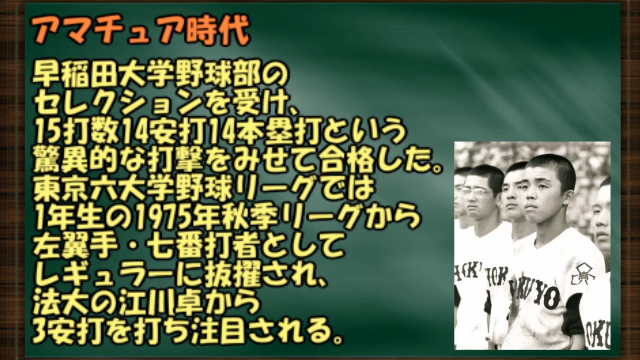 アマチュア時代
早稲田大学野球部の
セレクションを受け、
15打数14安打14本塁打という
驚異的な打撃をみせて合格した。
東京六大学野球リーグでは
1年生の1975年秋季リーグから
左翼手・七番打者として
レギュラーに抜擢され、
法大の江川卓から
3安打を打ち注目される。
HOKU
HOK
OKUYO